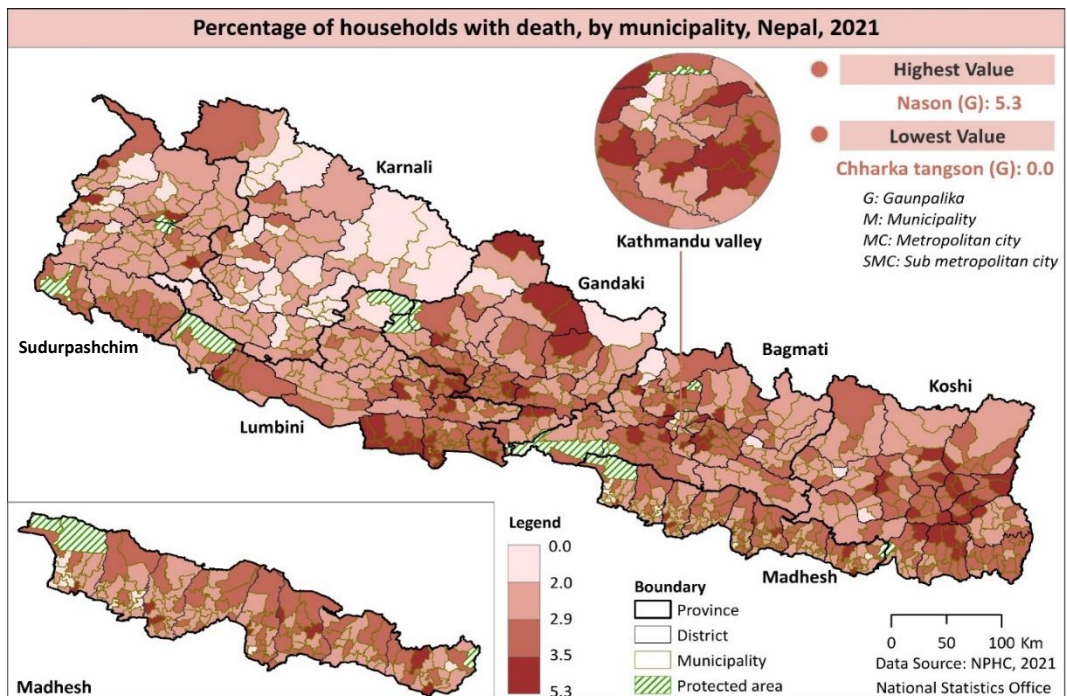 Percentage of households with death, by municipality, Nepal, 2021
Highest Value
Nason (G): 5.3
Lowest Value
Chharka tangson (G): 0.0
G: Gaunpalika
M: Municipality
MC: Metropolitan city
SMC: Sub metropolitan city
Karnali
Kathmandu valley
Gandaki
Sudurpashchim
Bagmati
Koshi
Lumbini
Madhesh
Legend
0.0
2.0
2.9
3.5
5.3
Boundary
Province
District
Municipality
Protected area
0 50 100 Km
Data Source: NPHC, 2021
National Statistics Office
Madhesh